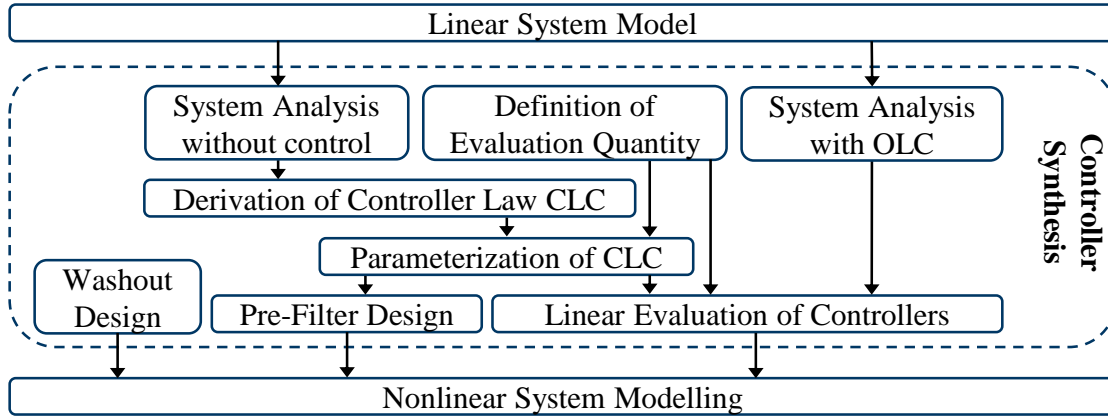 Linear System Model
System Analysis
without control
Definition of
Evaluation Quantity
System Analysis
with OLC
Controller
Synthesis
Derivation of Controller Law CLC
Parameterization of CLC
Washout
Design
Pre-Filter Design
Linear Evaluation of Controllers
Nonlinear System Modelling